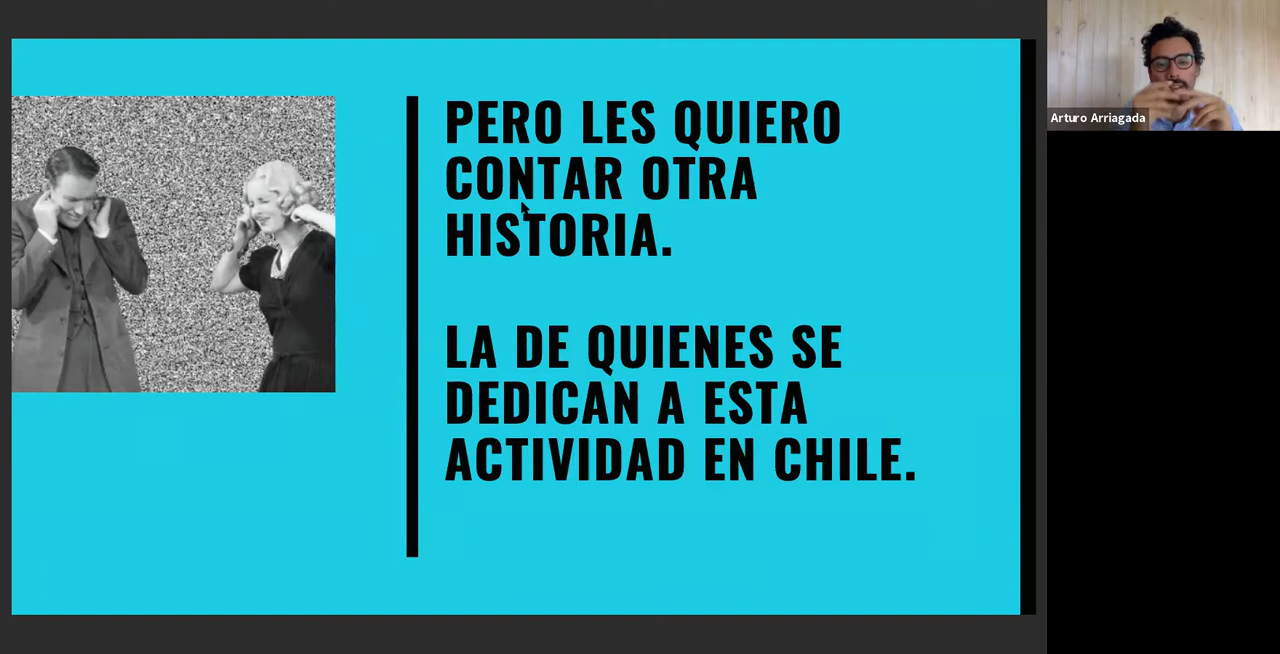 PERO LES QUIERO
CONTAR OTRA
HISTORIA.
LA DE QUIENES SE
DEDICAN A ESTA
ACTIVIDAD EN CHILE.
Arturo Arriagada